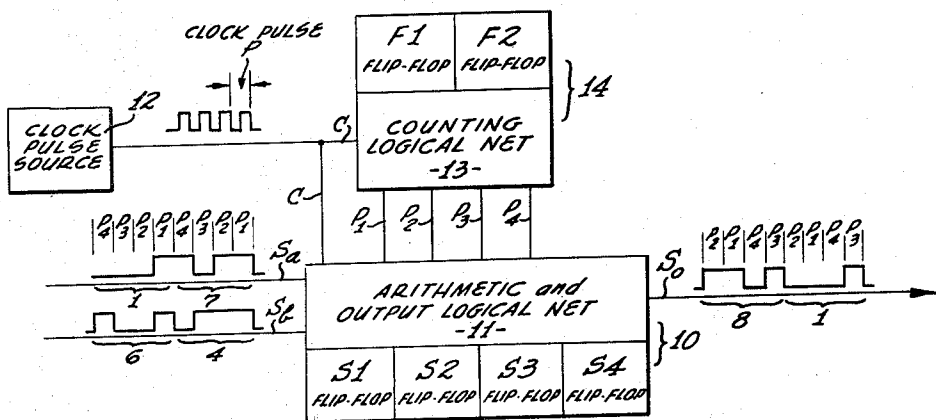 CLOCK PULSE
P
12
CLOCK
PULSE
SOURCE
F1
FLIP-FLOP
F2
FLIP-FLOP
14
C
COUNTING
LOGICAL NET
-13-
C
P1 P2 P3 P4
P4 P3 P2 P1 P4 P3 P2 P1
Sa
1 7
Sb
6 4
ARITHMETIC and
OUTPUT LOGICAL NET
-11-
10
S1
FLIP-FLOP
S2
FLIP-FLOP
S3
FLIP-FLOP
S4
FLIP-FLOP
P2 P1 P4 P3 P2 P1 P4 P3
So
8 1